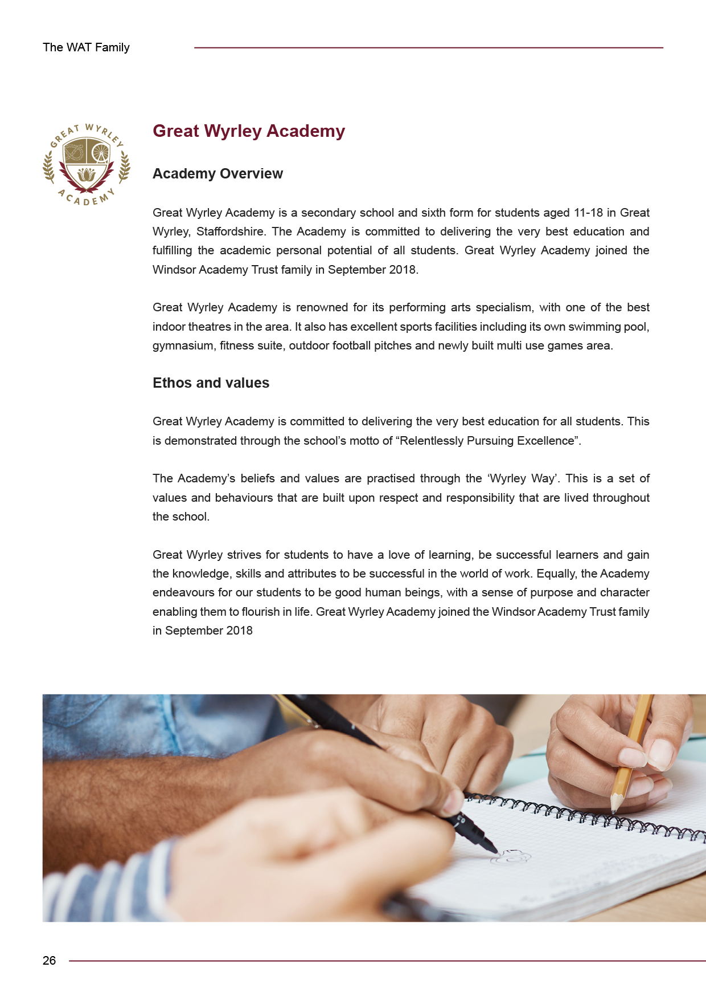 The WAT Family
GREAT WYRLEY
ACADEMY
Great Wyrley Academy
Academy Overview
Great Wyrley Academy is a secondary school and sixth form for students aged 11-18 in Great
Wyrley, Staffordshire. The Academy is committed to delivering the very best education and
fulfilling the academic personal potential of all students. Great Wyrley Academy joined the
Windsor Academy Trust family in September 2018.
Great Wyrley Academy is renowned for its performing arts specialism, with one of the best
indoor theatres in the area. It also has excellent sports facilities including its own swimming pool,
gymnasium, fitness suite, outdoor football pitches and newly built multi use games area.
Ethos and values
Great Wyrley Academy is committed to delivering the very best education for all students. This
is demonstrated through the school’s motto of “Relentlessly Pursuing Excellence”.
The Academy’s beliefs and values are practised through the ‘Wyrley Way’. This is a set of
values and behaviours that are built upon respect and responsibility that are lived throughout
the school.
Great Wyrley strives for students to have a love of learning, be successful learners and gain
the knowledge, skills and attributes to be successful in the world of work. Equally, the Academy
endeavours for our students to be good human beings, with a sense of purpose and character
enabling them to flourish in life. Great Wyrley Academy joined the Windsor Academy Trust family
in September 2018
26